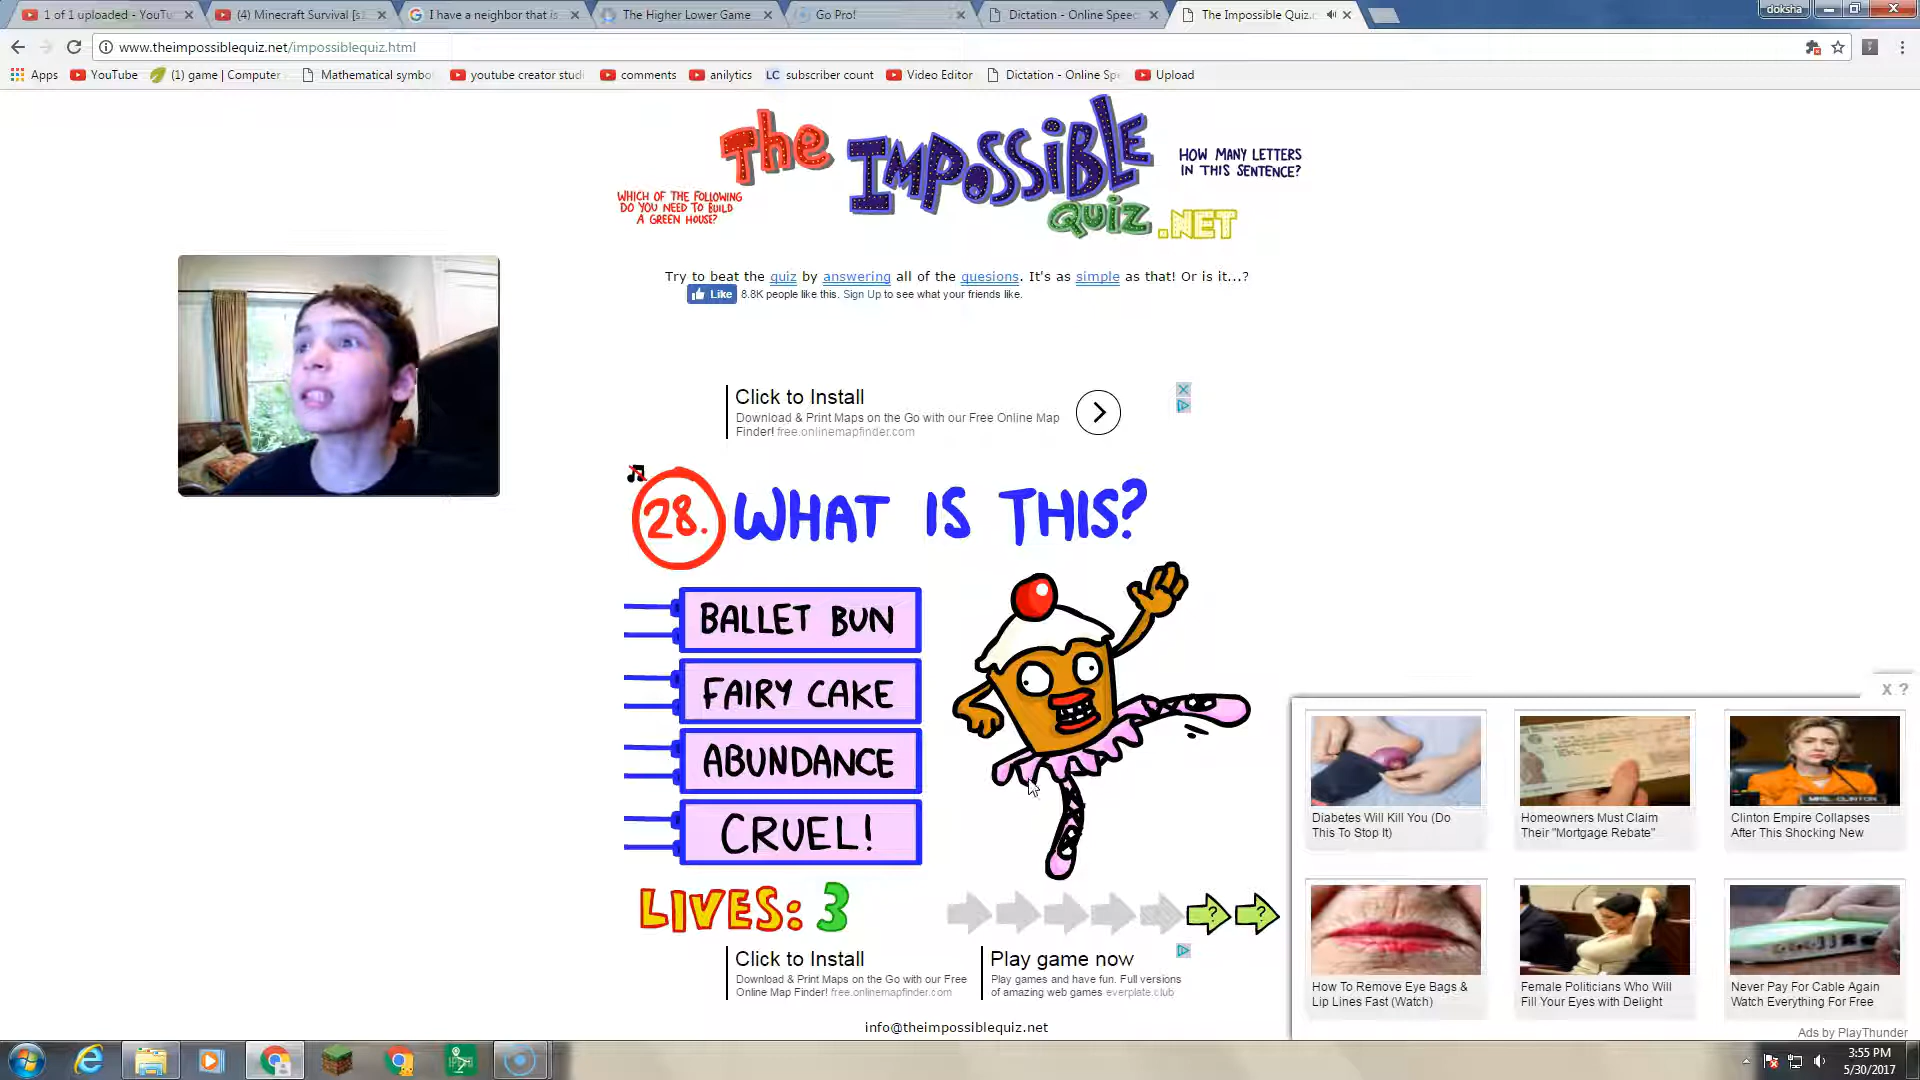 1 of 1 uploaded - YouTu
(4) Minecraft Survival [s1
I have a neighbor that is
The Higher Lower Game
Go Pro!
Dictation - Online Speec
The Impossible Quiz.n
doksha
www.theimpossiblequiz.net/impossiblequiz.html
Apps
YouTube
(1) game | Computer
Mathematical symbo
youtube creator studi
comments
anilytics
LC subscriber count
Video Editor
Dictation - Online Spe
Upload
The IMPOSSIBLE QUIZ.NET
HOW MANY LETTERS
IN THIS SENTENCE?
WHICH OF THE FOLLOWING
DO YOU NEED TO BUILD
A GREEN HOUSE?
Try to beat the quiz by answering all of the quesions. It's as simple as that! Or is it...?
Like 8.8K people like this. Sign Up to see what your friends like.
Click to Install
Download & Print Maps on the Go with our Free Online Map
Finder! free.onlinemapfinder.com
28. WHAT IS THIS?
BALLET BUN
FAIRY CAKE
ABUNDANCE
CRUEL!
LIVES: 3
? ?
Click to Install
Download & Print Maps on the Go with our Free
Online Map Finder! free.onlinemapfinder.com
Play game now
Play games and have fun. Full versions
of amazing web games everplate.club
info@theimpossiblequiz.net
X ?
Diabetes Will Kill You (Do
This To Stop It)
Homeowners Must Claim
Their "Mortgage Rebate"
MRS. CLINTON
Clinton Empire Collapses
After This Shocking New
How To Remove Eye Bags &
Lip Lines Fast (Watch)
Female Politicians Who Will
Fill Your Eyes with Delight
Never Pay For Cable Again
Watch Everything For Free
Ads by PlayThunder
3:55 PM
5/30/2017